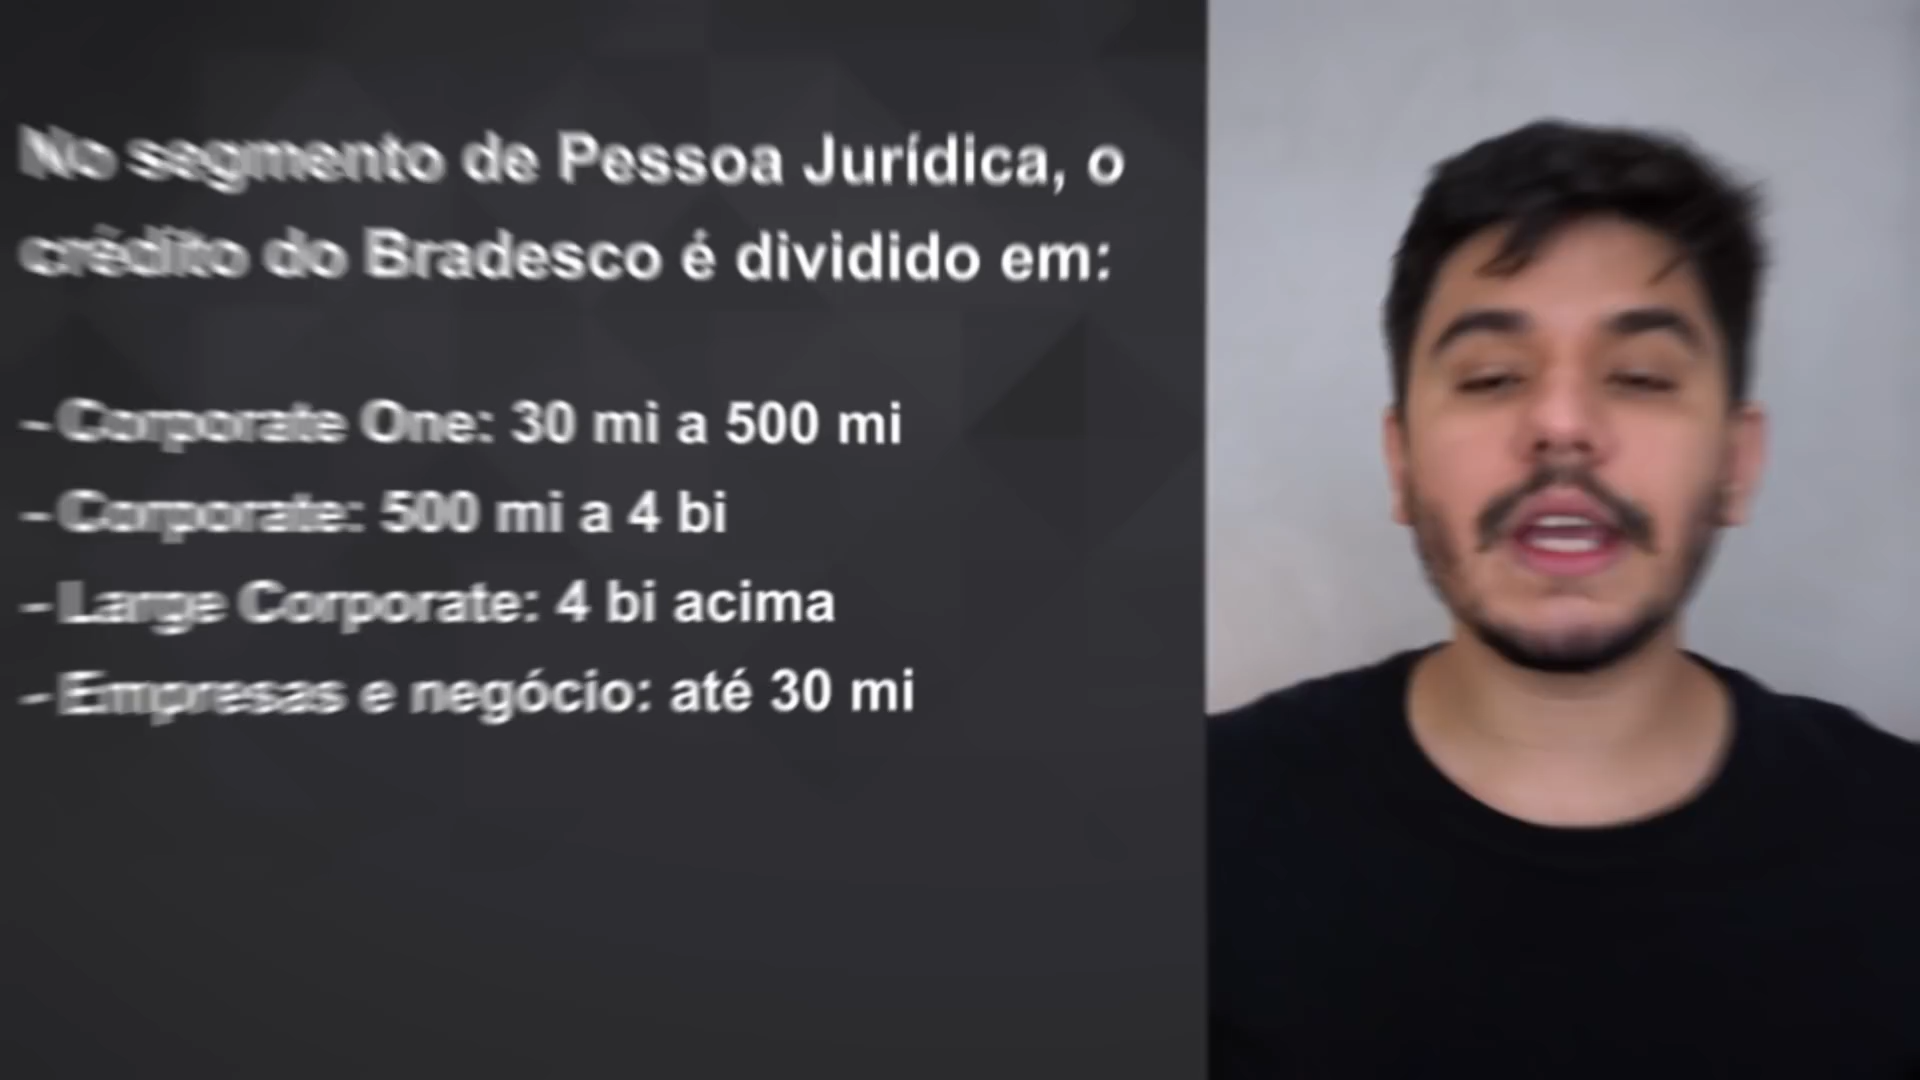 No segmento de Pessoa Jurídica, o
crédito do Bradesco é dividido em:
- Corporate One: 30 mi a 500 mi
- Corporate: 500 mi a 4 bi
- Large Corporate: 4 bi acima
- Empresas e negócio: até 30 mi